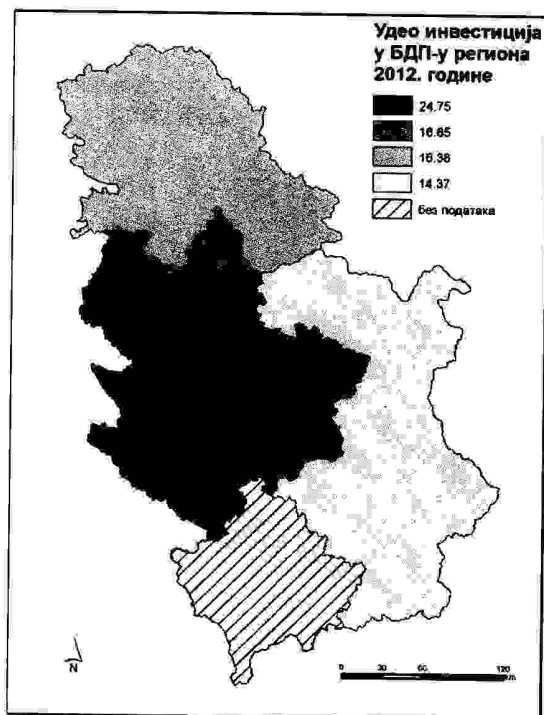 Удео инвестиција
у БДП-у региона
2012. године
24.75
16.65
16.38
14.37
без података
N
0 30 60 120